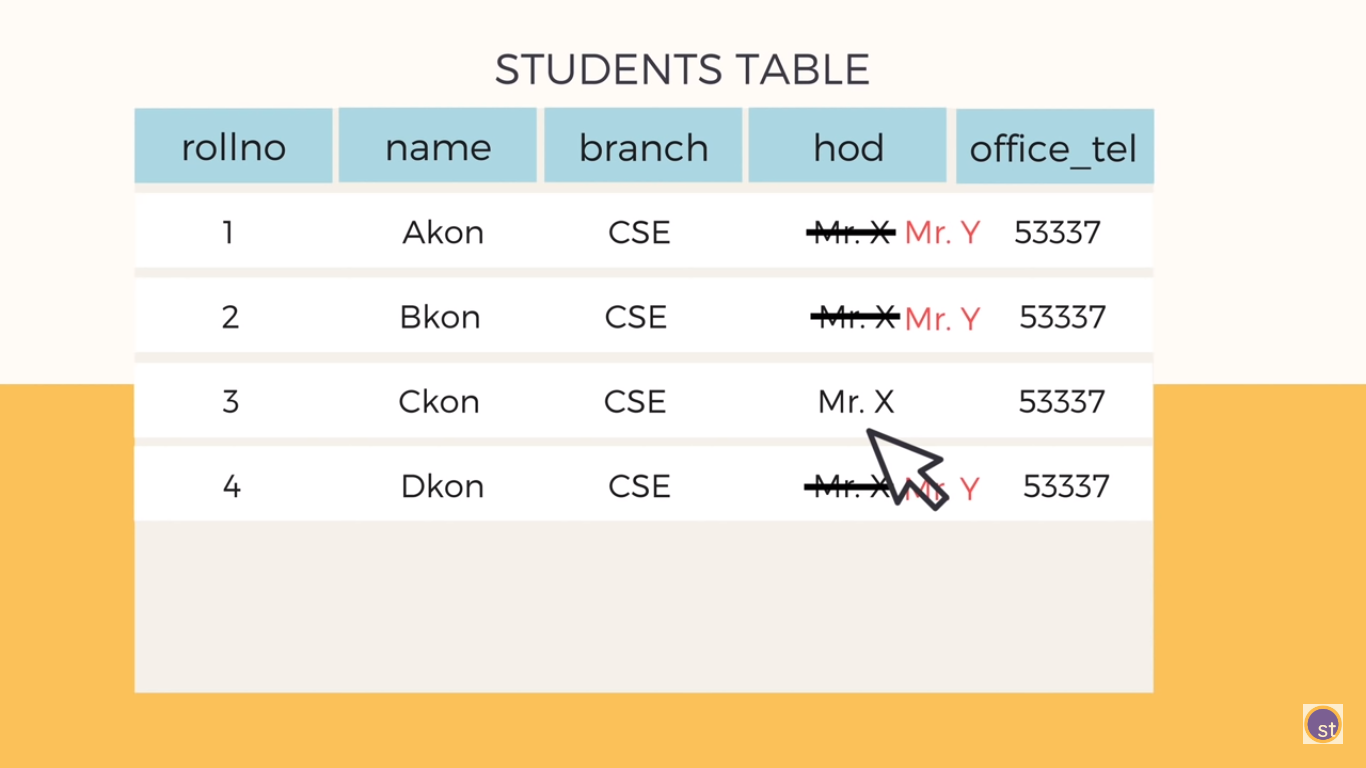 STUDENTS TABLE
rollno name branch hod office_tel
1 Akon CSE Mr. X Mr. Y 53337
2 Bkon CSE Mr. X Mr. Y 53337
3 Ckon CSE Mr. X 53337
4 Dkon CSE Mr. X Mr. Y 53337
st